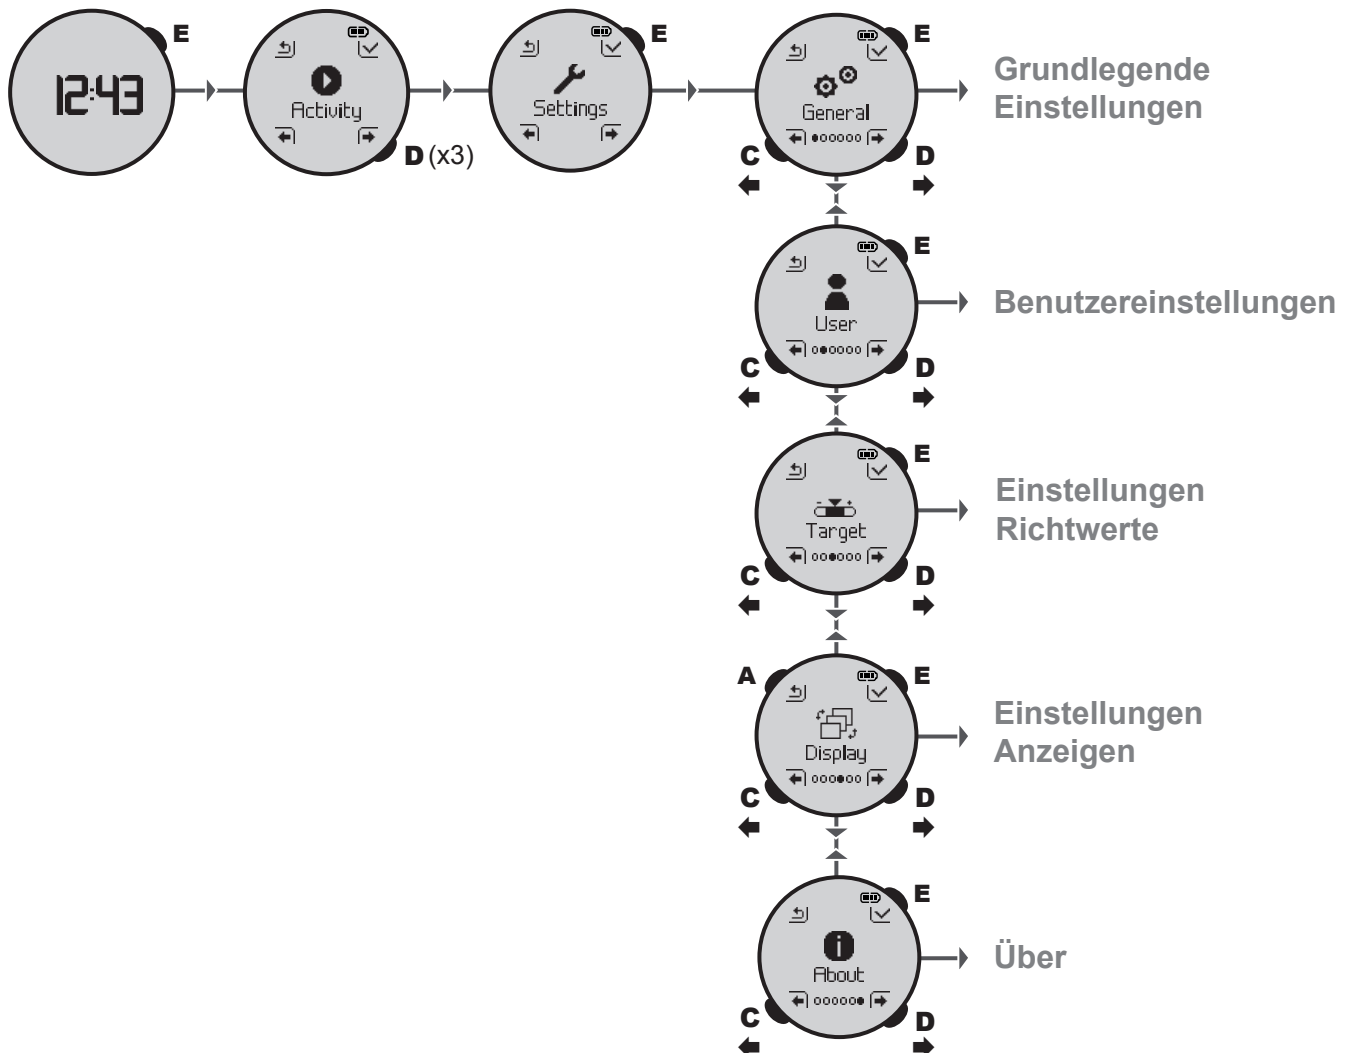 E
E
E
12:43
Activity
Settings
General
Grundlegende
Einstellungen
D (x3)
C
D
E
User
Benutzereinstellungen
C
D
E
- +
Target
Einstellungen
Richtwerte
C
D
A
E
Display
Einstellungen
Anzeigen
C
D
E
i
About
Über
C
D